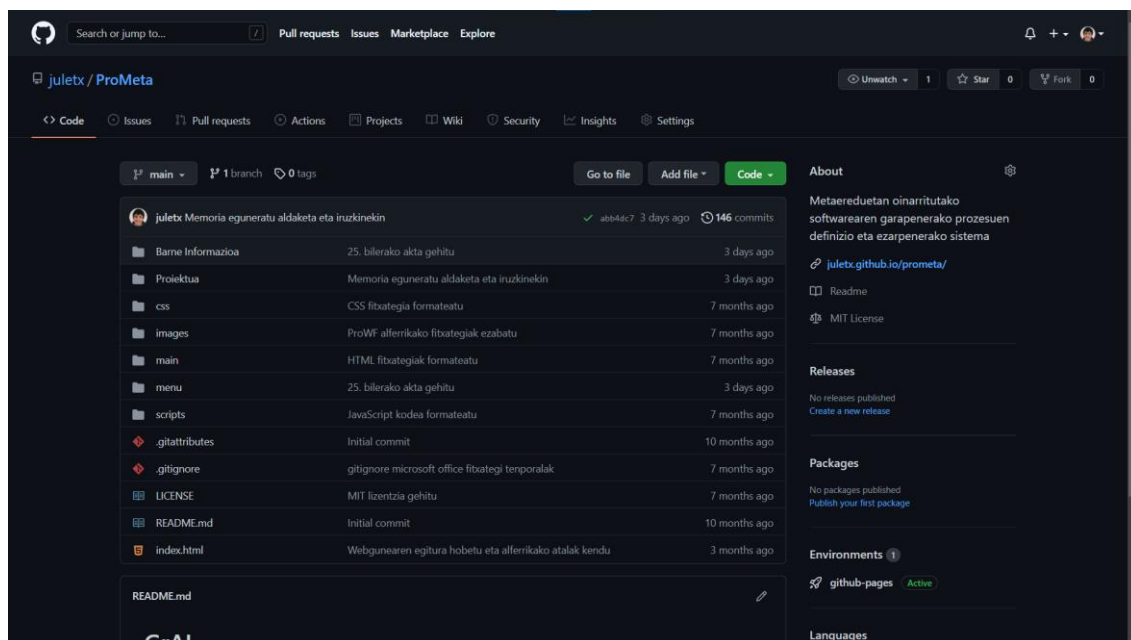 Search or jump to... / Pull requests Issues Marketplace Explore
juletx / ProMeta
Unwatch 1 Star 0 Fork 0
<> Code Issues Pull requests Actions Projects Wiki Security Insights Settings
main 1 branch 0 tags Go to file Add file Code
juletx Memoria eguneratu aldaketa eta iruzkinekin abb4dc7 3 days ago 146 commits
Barne Informazioa 25. bilerako akta gehitu 3 days ago
Proiektua Memoria eguneratu aldaketa eta iruzkinekin 3 days ago
css CSS fitxategia formateatu 7 months ago
images ProWF alferrikako fitxategiak ezabatu 7 months ago
main HTML fitxategiak formateatu 7 months ago
menu 25. bilerako akta gehitu 3 days ago
scripts JavaScript kodea formateatu 7 months ago
.gitattributes Initial commit 10 months ago
.gitignore gitignore microsoft office fitxategi tenporalak 7 months ago
LICENSE MIT lizentzia gehitu 7 months ago
README.md Initial commit 10 months ago
index.html Webgunearen egitura hobetu eta alferrikako atalak kendu 3 months ago
README.md
About
Metaereduetan oinarritutako
softwarearen garapenerako prozesuen
definizio eta ezarpenerako sistema
juletx.github.io/prometa/
Readme
MIT License
Releases
No releases published
Create a new release
Packages
No packages published
Publish your first package
Environments 1
github-pages Active
Languages